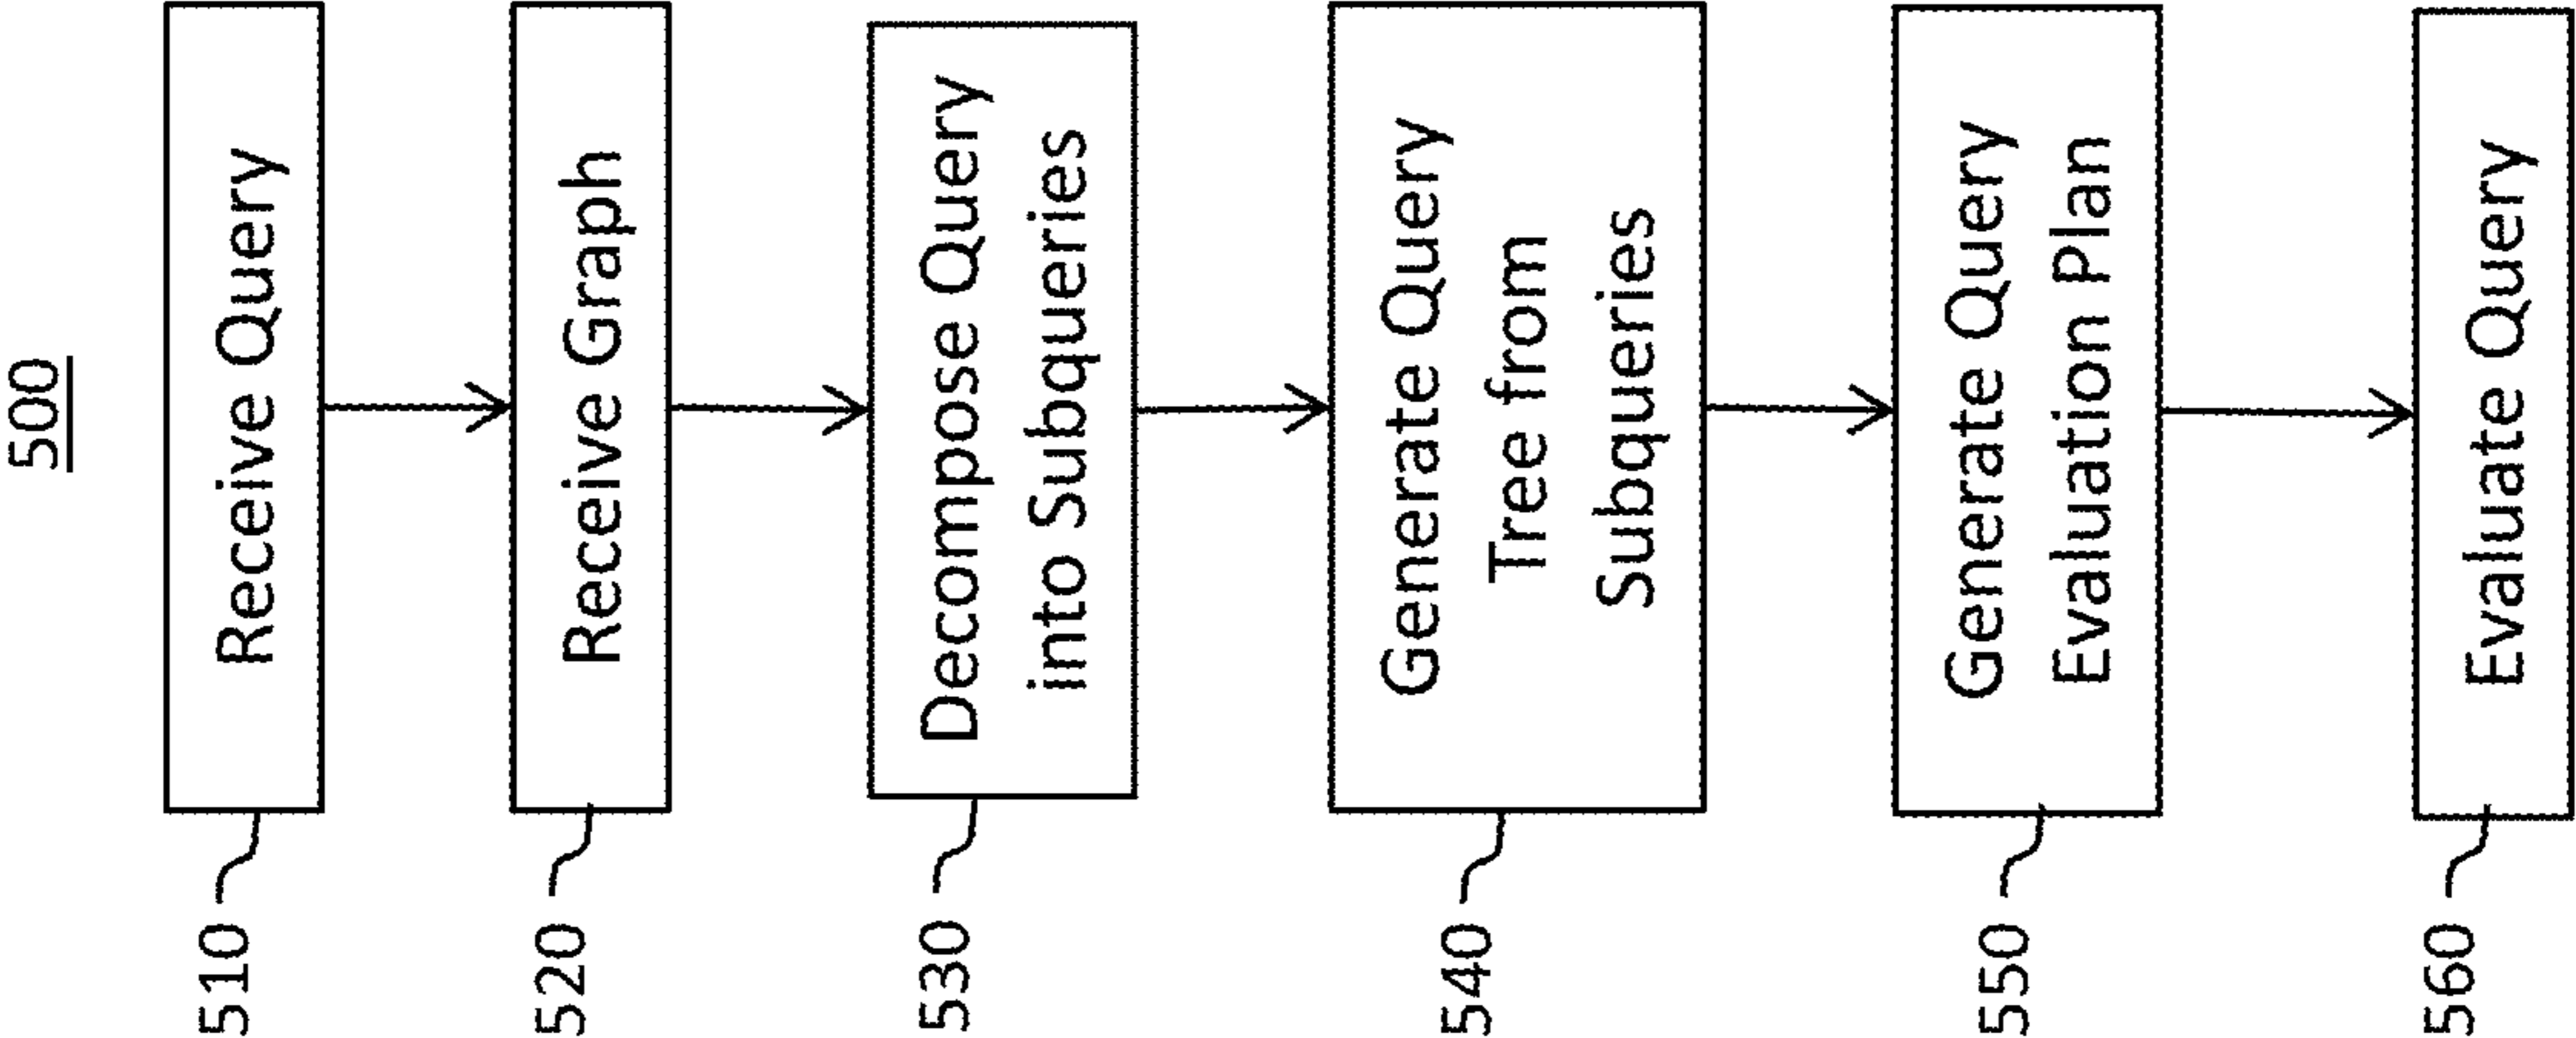 500
510
Receive Query
520
Receive Graph
530
Decompose Query
into Subqueries
540
Generate Query
Tree from
Subqueries
550
Generate Query
Evaluation Plan
560
Evaluate Query